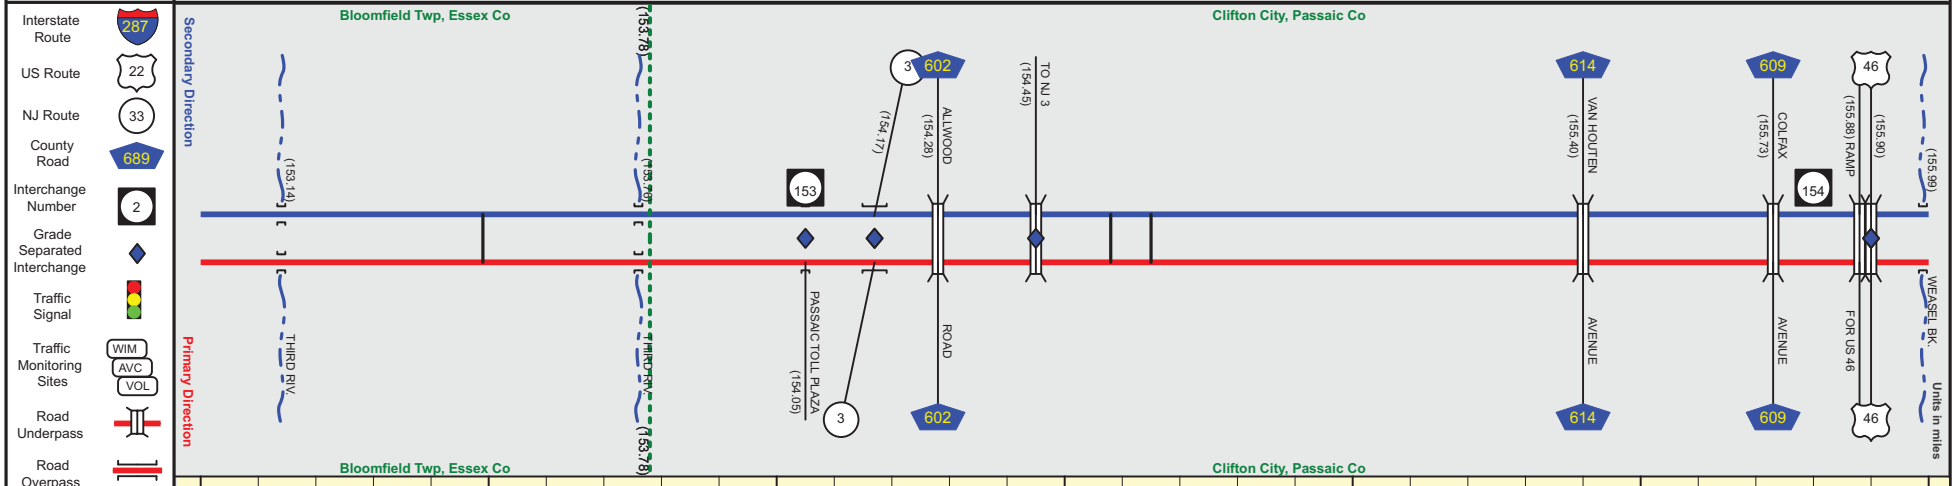 Interstate
Route
287
US Route
22
NJ Route
33
County
Road
689
Interchange
Number
2
Grade
Separated
Interchange
Traffic
Signal
Traffic
Monitoring
Sites
WIM
AVC
VOL
Road
Underpass
Road
Overpass
Secondary Direction
Primary Direction
Bloomfield Twp, Essex Co
Clifton City, Passaic Co
(153.78)
(153.14)
THIRD RIV.
(153.76)
THIRD RIV.
(153.78)
153
PASSAIC TOLL PLAZA
(154.05)
3
(154.17)
3
602
ALLWOOD
(154.28)
ROAD
602
TO NJ 3
(154.45)
614
VAN HOUTEN
(155.40)
AVENUE
614
609
COLFAX
(155.73)
AVENUE
609
154
46
(155.88) RAMP
(155.90)
FOR US 46
46
(155.99)
WEASEL BK.
Units in miles
Bloomfield Twp, Essex Co
Clifton City, Passaic Co